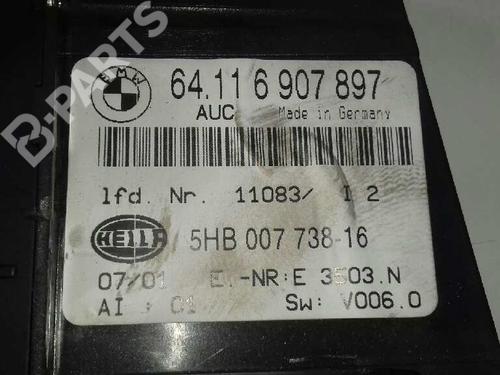 B-PARTS
BMW
64.11 6 907 897
AUC Made in Germany
lfd. Nr. 11083/ I 2
HELLA 5HB 007 738-16
07/01 E.-NR:E 3503.N
AI : 01 Sw: V006.0